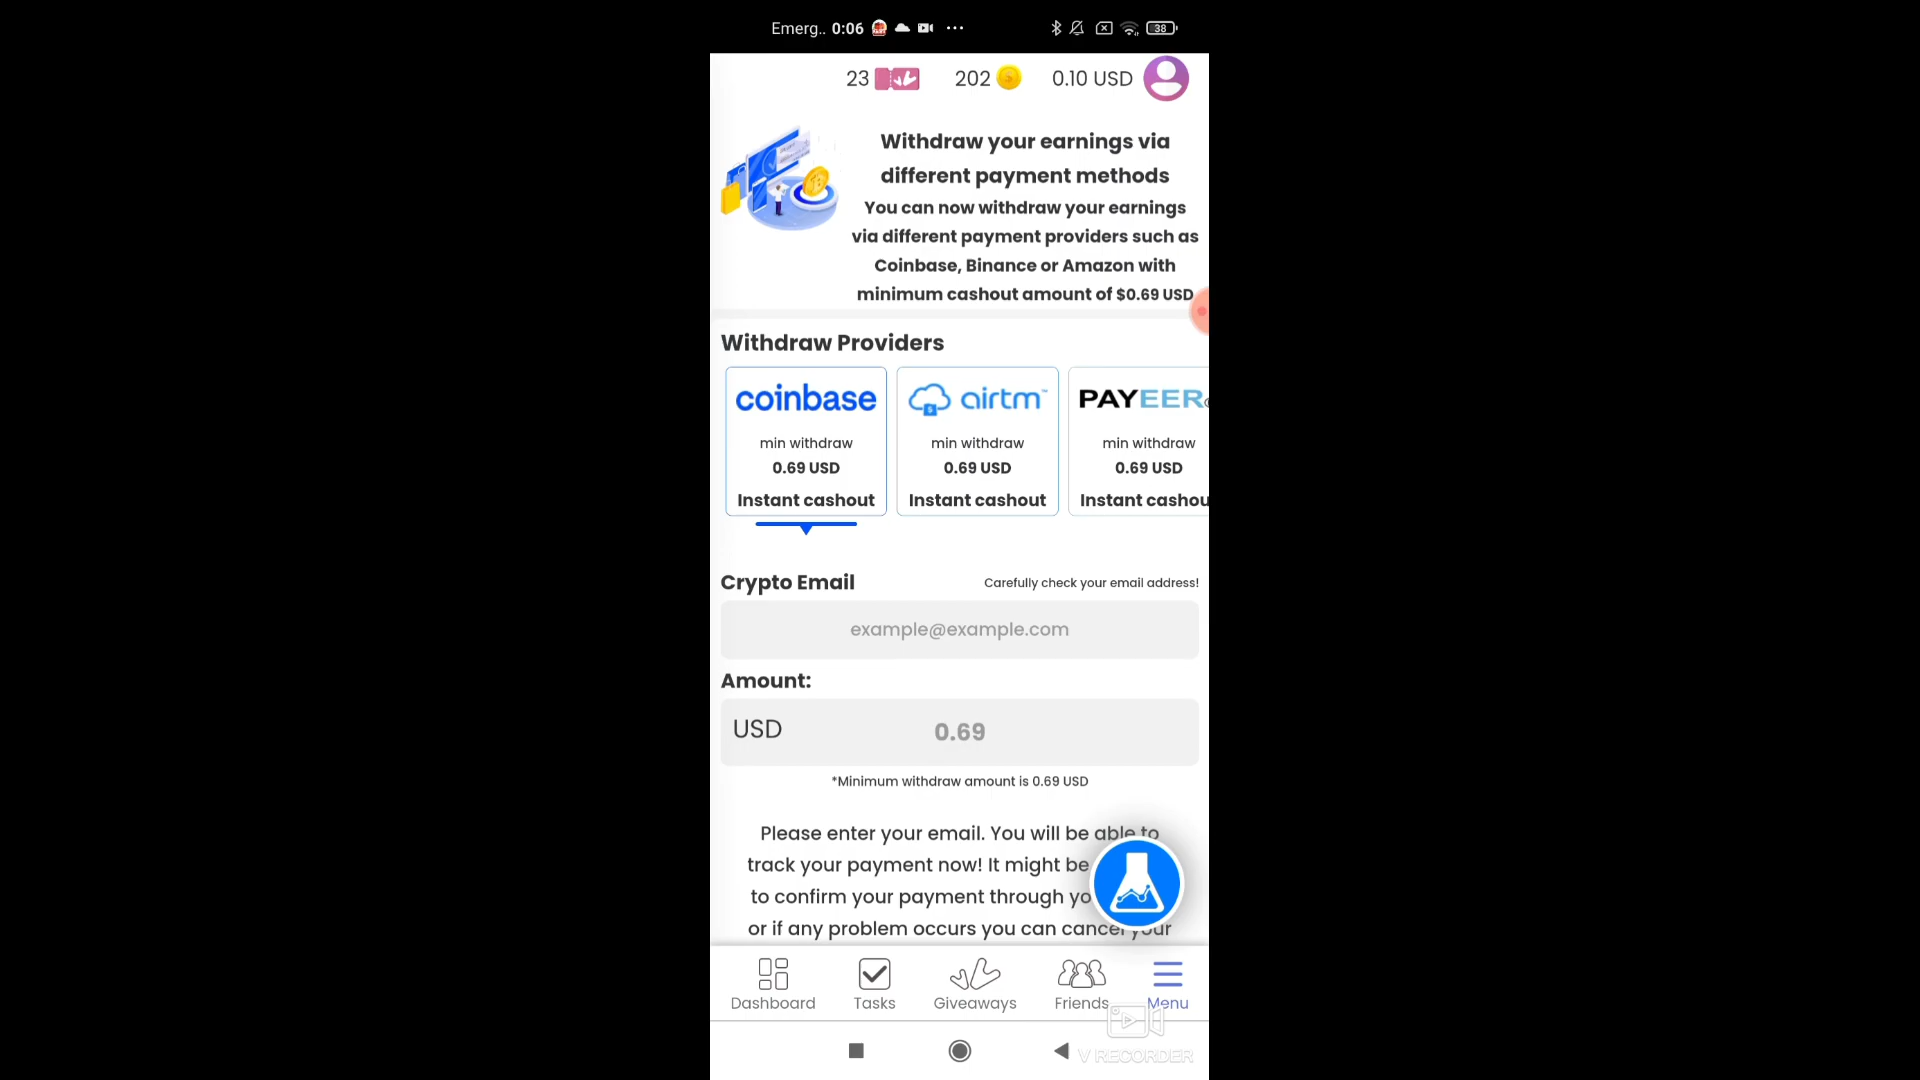 Emerg.. 0:06 ... 38
23 202 0.10 USD
Withdraw your earnings via
different payment methods
You can now withdraw your earnings
via different payment providers such as
Coinbase, Binance or Amazon with
minimum cashout amount of $0.69 USD
Withdraw Providers
coinbase
min withdraw
0.69 USD
Instant cashout
airtm™
min withdraw
0.69 USD
Instant cashout
PAYEER
min withdraw
0.69 USD
Instant cashou
Crypto Email
Carefully check your email address!
example@example.com
Amount:
USD 0.69
*Minimum withdraw amount is 0.69 USD
Please enter your email. You will be able to
track your payment now! It might be
to confirm your payment through yo
or if any problem occurs you can cancel your
Dashboard Tasks Giveaways Friends Menu
V RECORDER